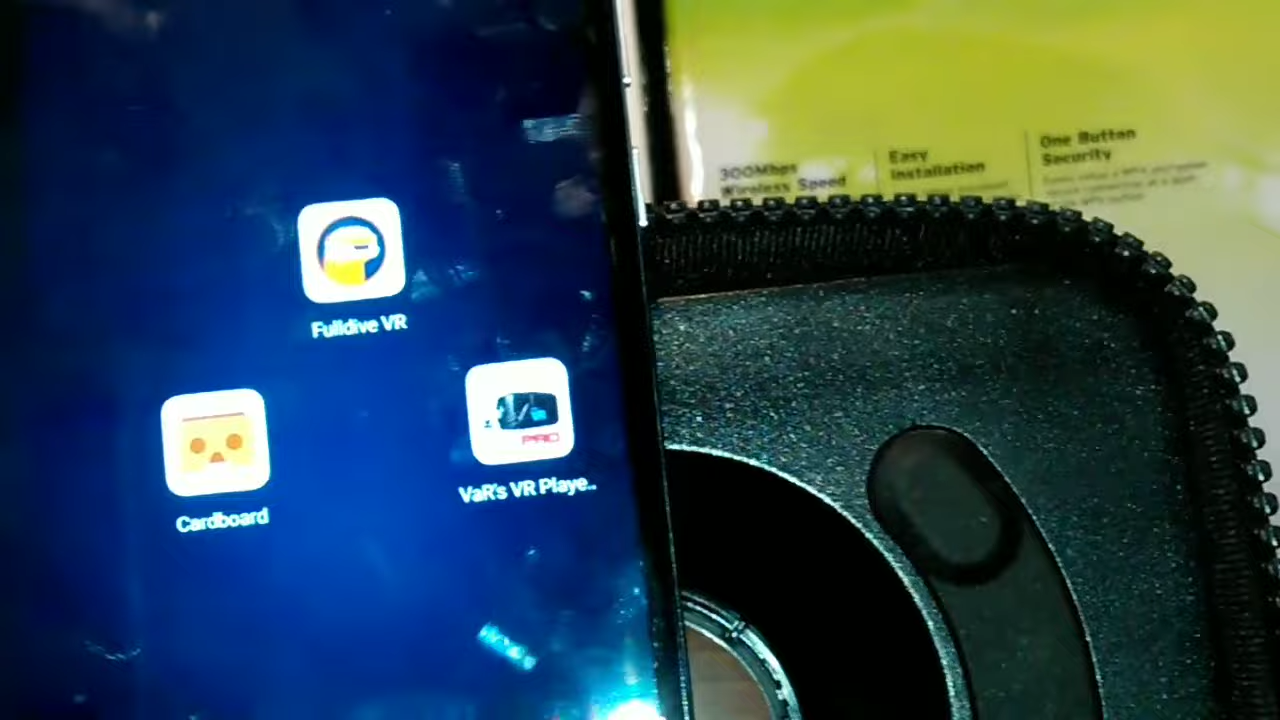 Fulldive VR
Cardboard
VaR's VR Playe..
PRO
300Mbps
Wireless Speed
Easy
Installation
One Button
Security